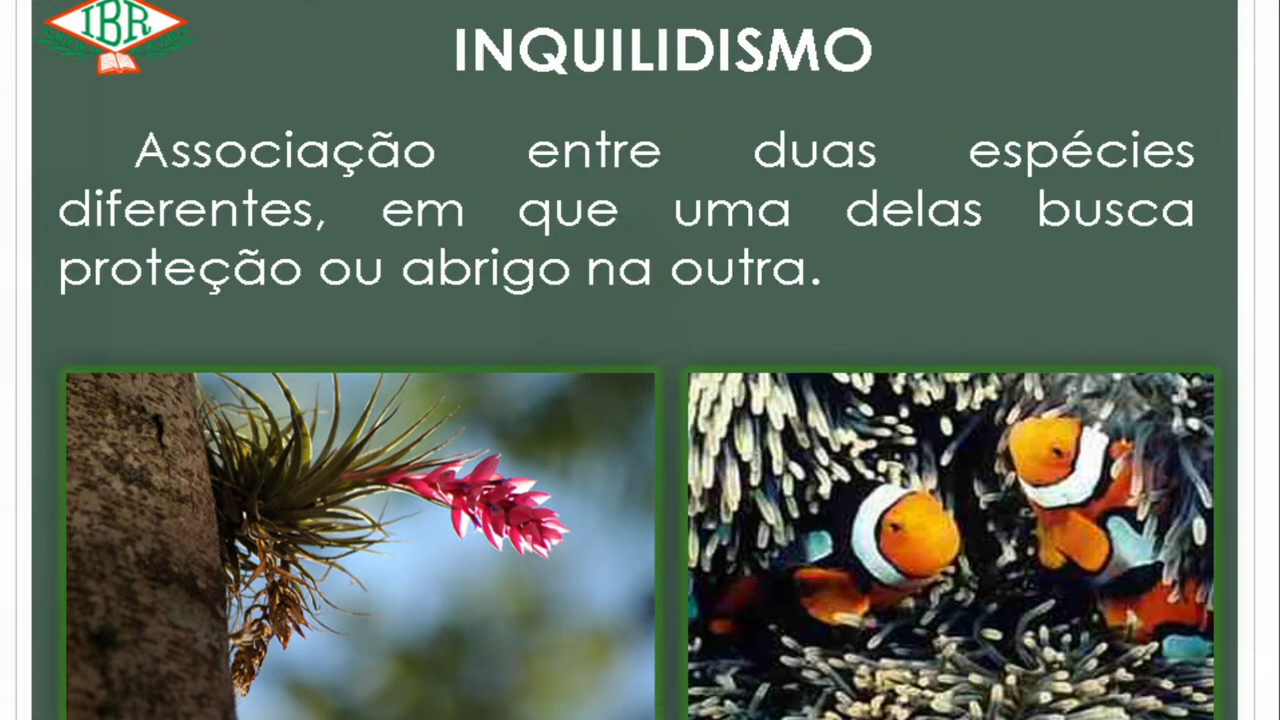 IBR
INQUILIDISMO
Associação entre duas espécies
diferentes, em que uma delas busca
proteção ou abrigo na outra.